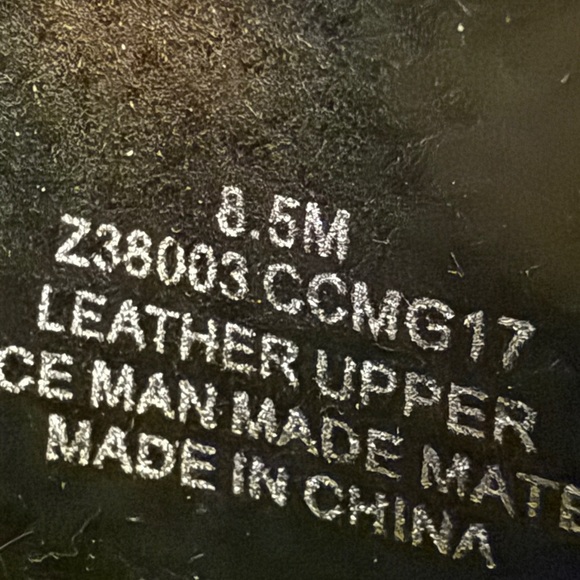 8.5M
Z38003 CCMG17
LEATHER UPPER
CE MAN MADE MATE
MADE IN CHINA